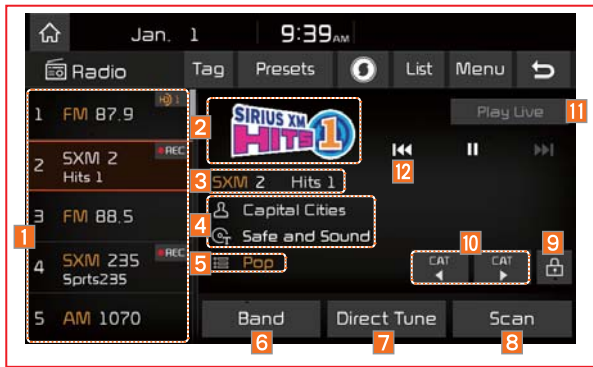 Jan. 1 9:39 AM
Radio Tag Presets List Menu
1 FM 87.9 HD 1
2 SXM 2 REC
Hits 1
3 FM 88.5
4 SXM 235 REC
Sprts235
5 AM 1070
1
2
SIRIUS XM
HITS 1
Play Live 11
12
3 SXM 2 Hits 1
4
Capital Cities
Safe and Sound
5 Pop
10
CAT CAT
9
Band Direct Tune Scan
6 7 8